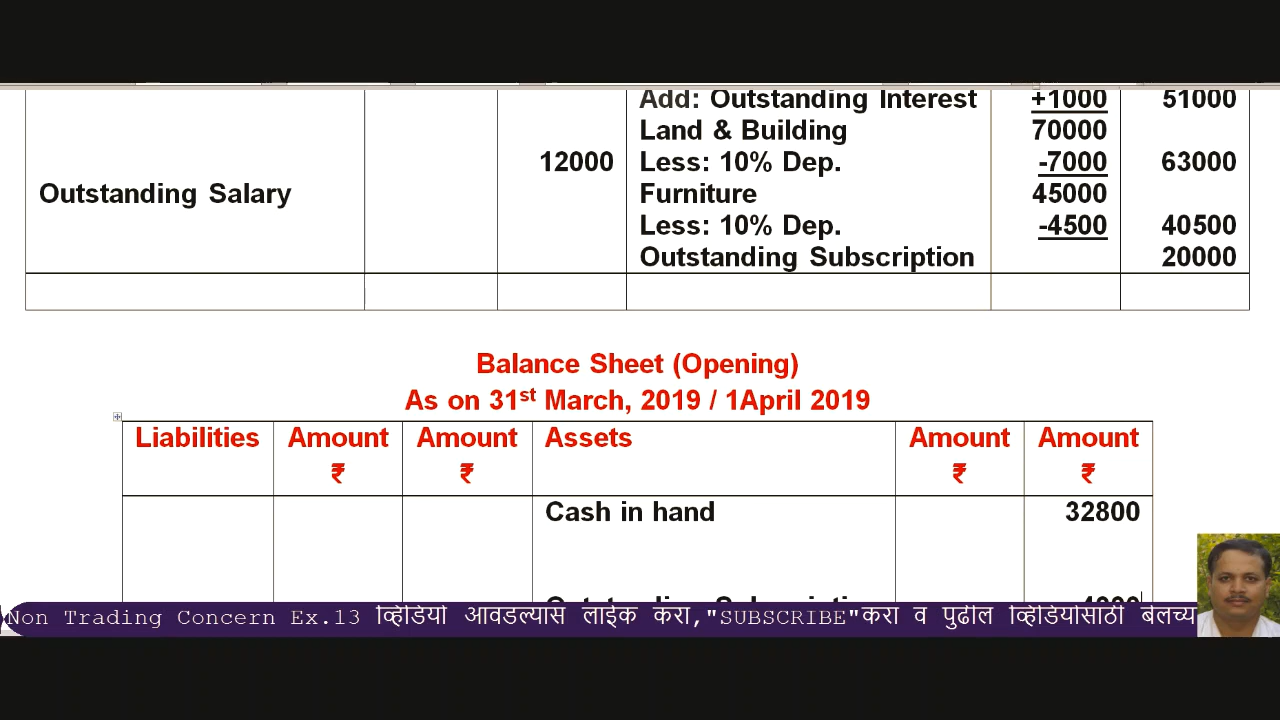 Add: Outstanding Interest +1000 51000
Land & Building 70000
12000 Less: 10% Dep. -7000 63000
Outstanding Salary Furniture 45000
Less: 10% Dep. -4500 40500
Outstanding Subscription 20000
Balance Sheet (Opening)
As on 31st March, 2019 / 1April 2019
Liabilities Amount Amount Assets Amount Amount
₹ ₹ ₹ ₹
Cash in hand 32800
Non Trading Concern Ex.13 व्हिडियो आवडल्यास लाईक करा,"SUBSCRIBE"करा व पुढील व्हिडियोसाठी बेलच्य